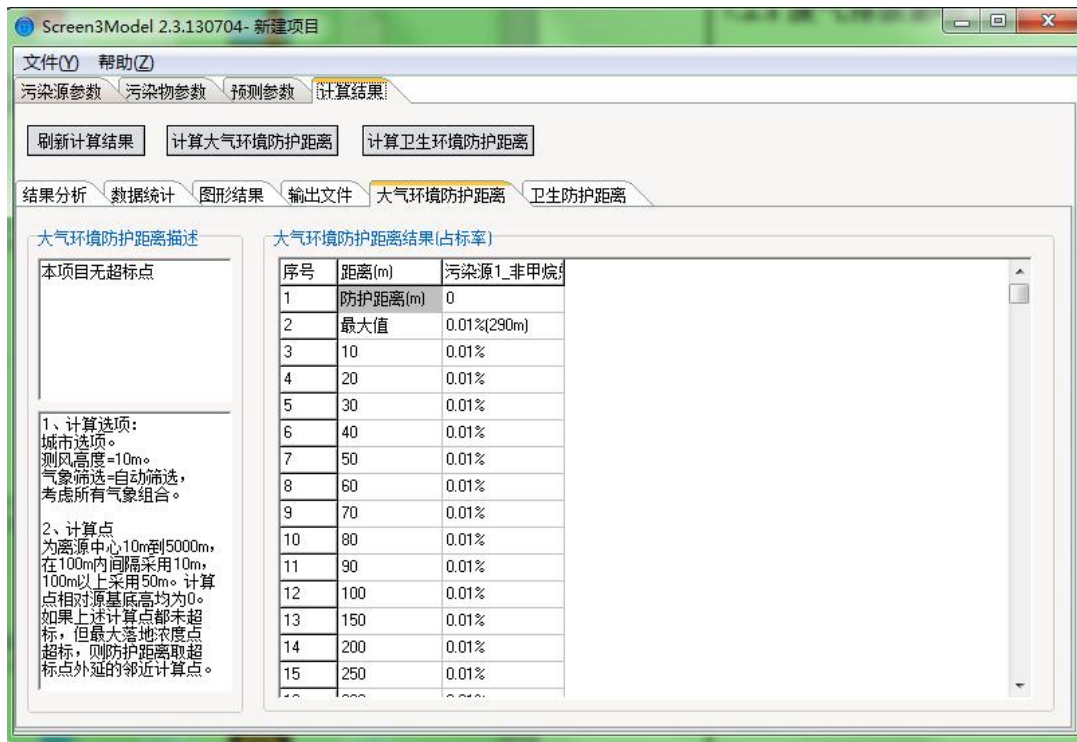 Screen3Model 2.3.130704- 新建项目
文件(Y) 帮助(Z)
污染源参数 污染物参数 预测参数 计算结果
刷新计算结果 计算大气环境防护距离 计算卫生环境防护距离
结果分析 数据统计 图形结果 输出文件 大气环境防护距离 卫生防护距离
大气环境防护距离描述
本项目无超标点
1、计算选项:
城市选项。
测风高度=10m。
气象筛选=自动筛选,
考虑所有气象组合。
2、计算点
为离源中心10m到5000m,
在100m内间隔采用10m,
100m以上采用50m。计算
点相对源基底高均为0。
如果上述计算点都未超
标,但最大落地浓度点
超标,则防护距离取超
标点外延的邻近计算点。
大气环境防护距离结果(占标率)
序号 距离(m) 污染源1_非甲烷
1 防护距离(m) 0
2 最大值 0.01%(290m)
3 10 0.01%
4 20 0.01%
5 30 0.01%
6 40 0.01%
7 50 0.01%
8 60 0.01%
9 70 0.01%
10 80 0.01%
11 90 0.01%
12 100 0.01%
13 150 0.01%
14 200 0.01%
15 250 0.01%